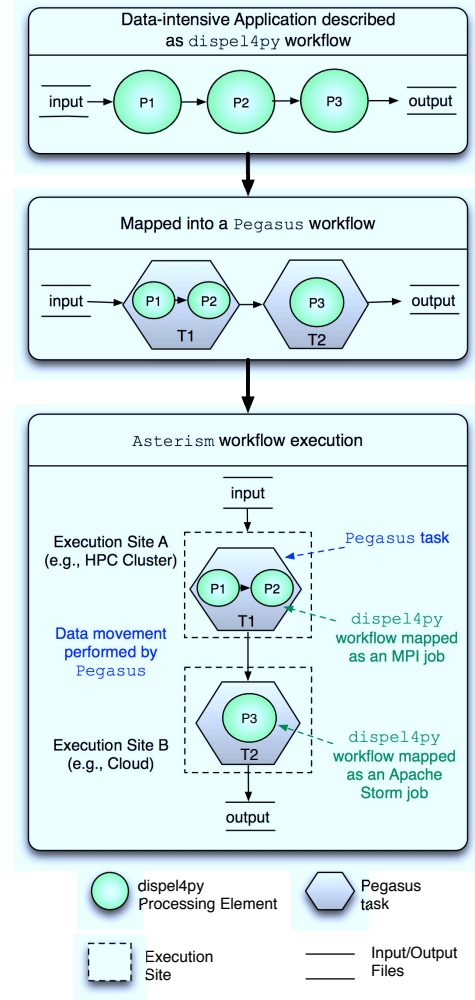 Data-intensive Application described
as dispel4py workflow
input
P1
P2
P3
output
Mapped into a Pegasus workflow
input
P1
P2
T1
P3
T2
output
Asterism workflow execution
input
Execution Site A
(e.g., HPC Cluster)
Pegasus task
P1
P2
T1
dispel4py
workflow mapped
as an MPI job
Data movement
performed by
Pegasus
P3
T2
Execution Site B
(e.g., Cloud)
dispel4py
workflow mapped
as an Apache
Storm job
output
dispel4py
Processing Element
Pegasus
task
Execution
Site
Input/Output
Files